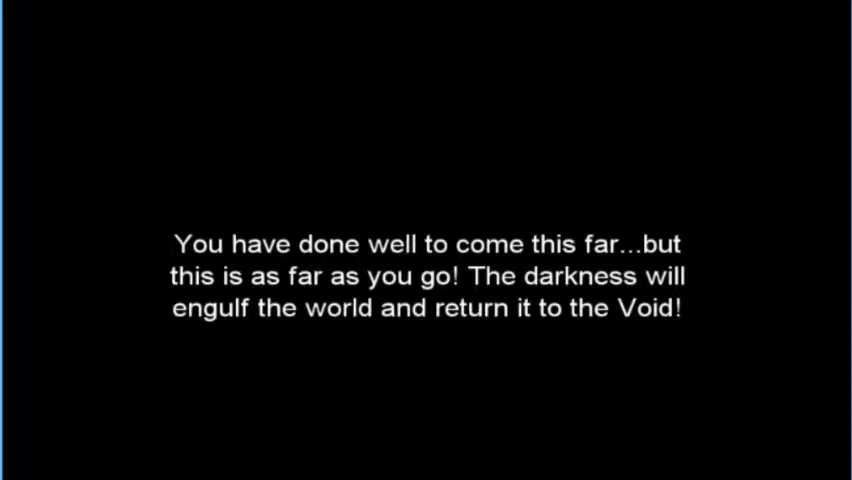 You have done well to come this far...but
this is as far as you go! The darkness will
engulf the world and return it to the Void!